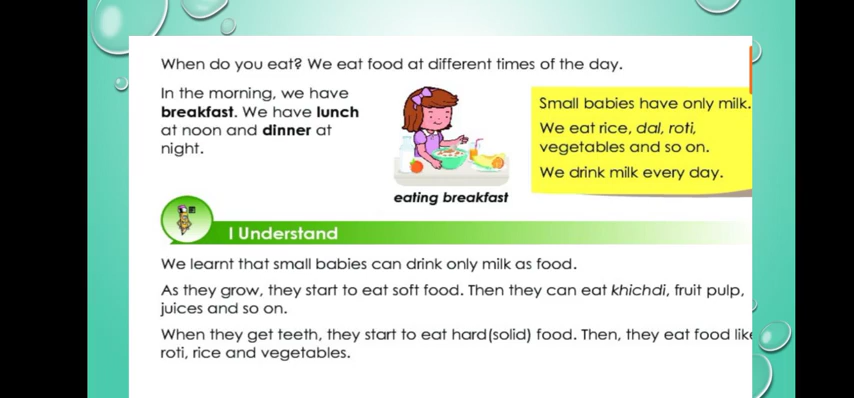 When do you eat? We eat food at different times of the day.
In the morning, we have
breakfast. We have lunch
at noon and dinner at
night.
eating breakfast
Small babies have only milk.
We eat rice, dal, roti,
vegetables and so on.
We drink milk every day.
I Understand
We learnt that small babies can drink only milk as food.
As they grow, they start to eat soft food. Then they can eat khichdi, fruit pulp,
juices and so on.
When they get teeth, they start to eat hard(solid) food. Then, they eat food like
roti, rice and vegetables.